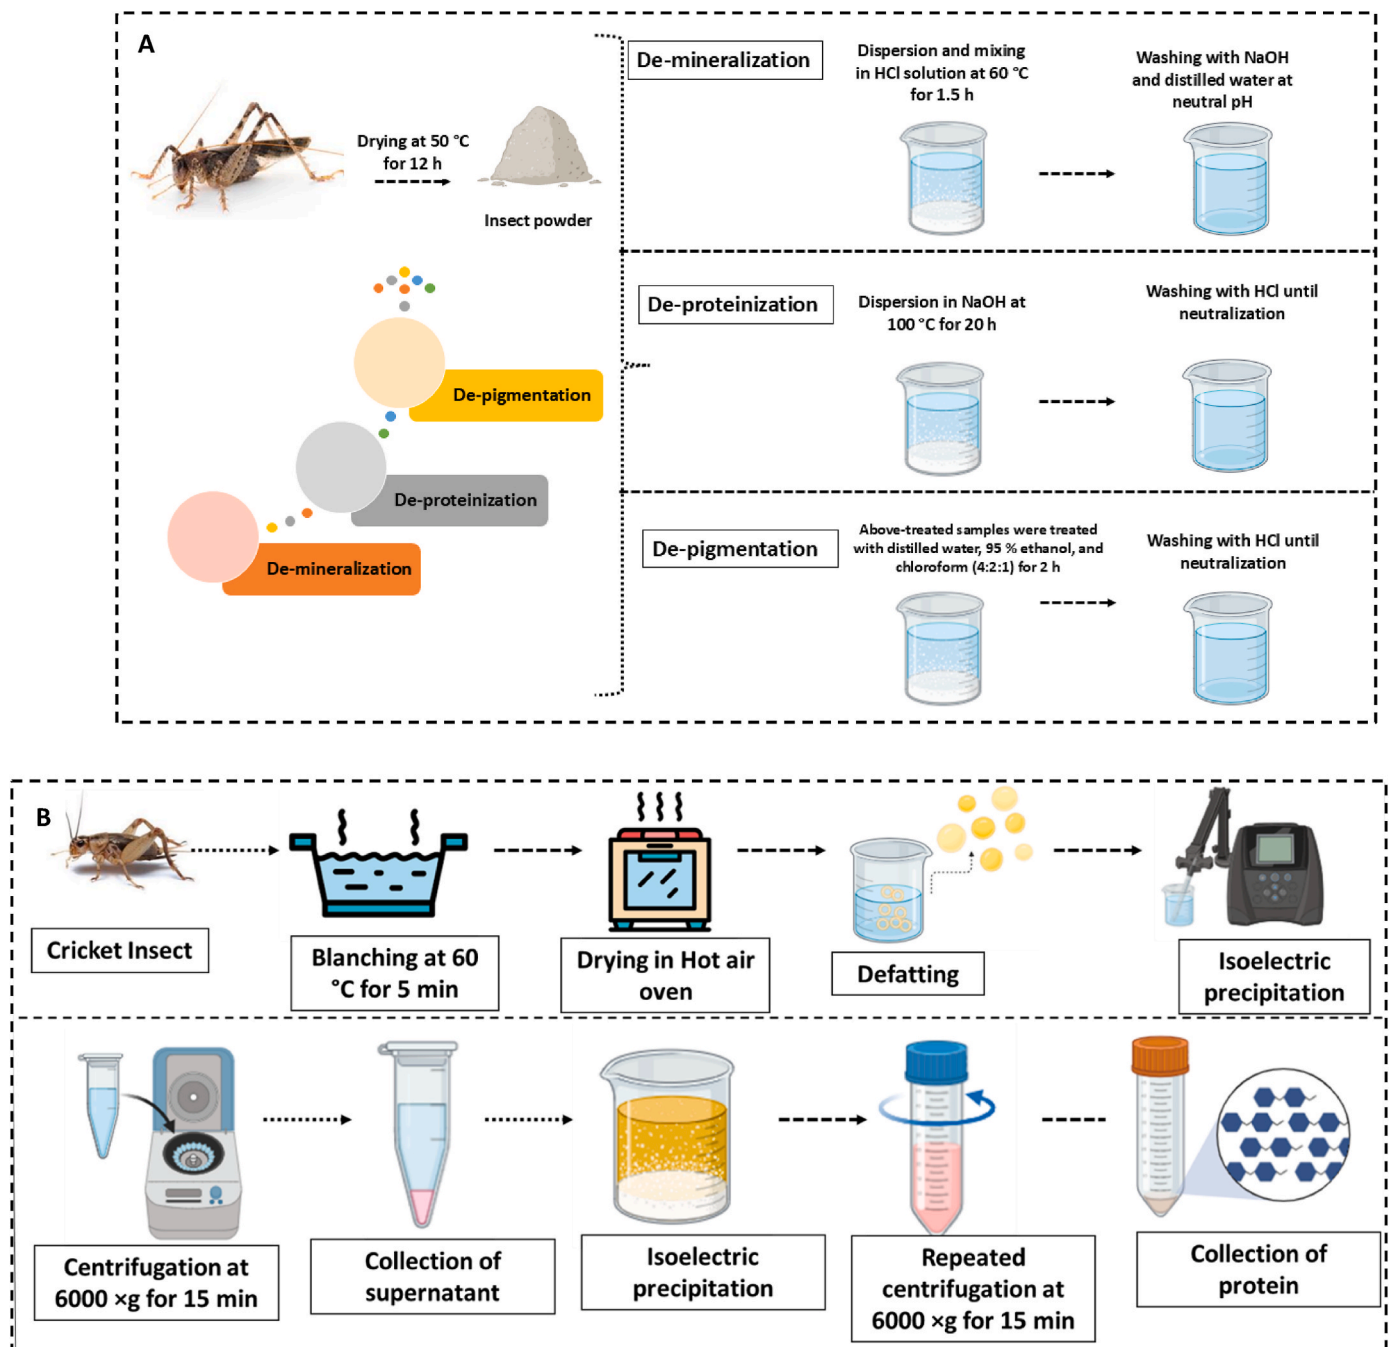 A
Drying at 50 °C
for 12 h
Insect powder
De-pigmentation
De-proteinization
De-mineralization
De-mineralization
Dispersion and mixing
in HCl solution at 60 °C
for 1.5 h
Washing with NaOH
and distilled water at
neutral pH
De-proteinization
Dispersion in NaOH at
100 °C for 20 h
Washing with HCl until
neutralization
De-pigmentation
Above-treated samples were treated
with distilled water, 95 % ethanol, and
chloroform (4:2:1) for 2 h
Washing with HCl until
neutralization
B
Cricket Insect
Blanching at 60
°C for 5 min
Drying in Hot air
oven
Defatting
Isoelectric
precipitation
Centrifugation at
6000 ×g for 15 min
Collection of
supernatant
Isoelectric
precipitation
Repeated
centrifugation at
6000 ×g for 15 min
Collection of
protein